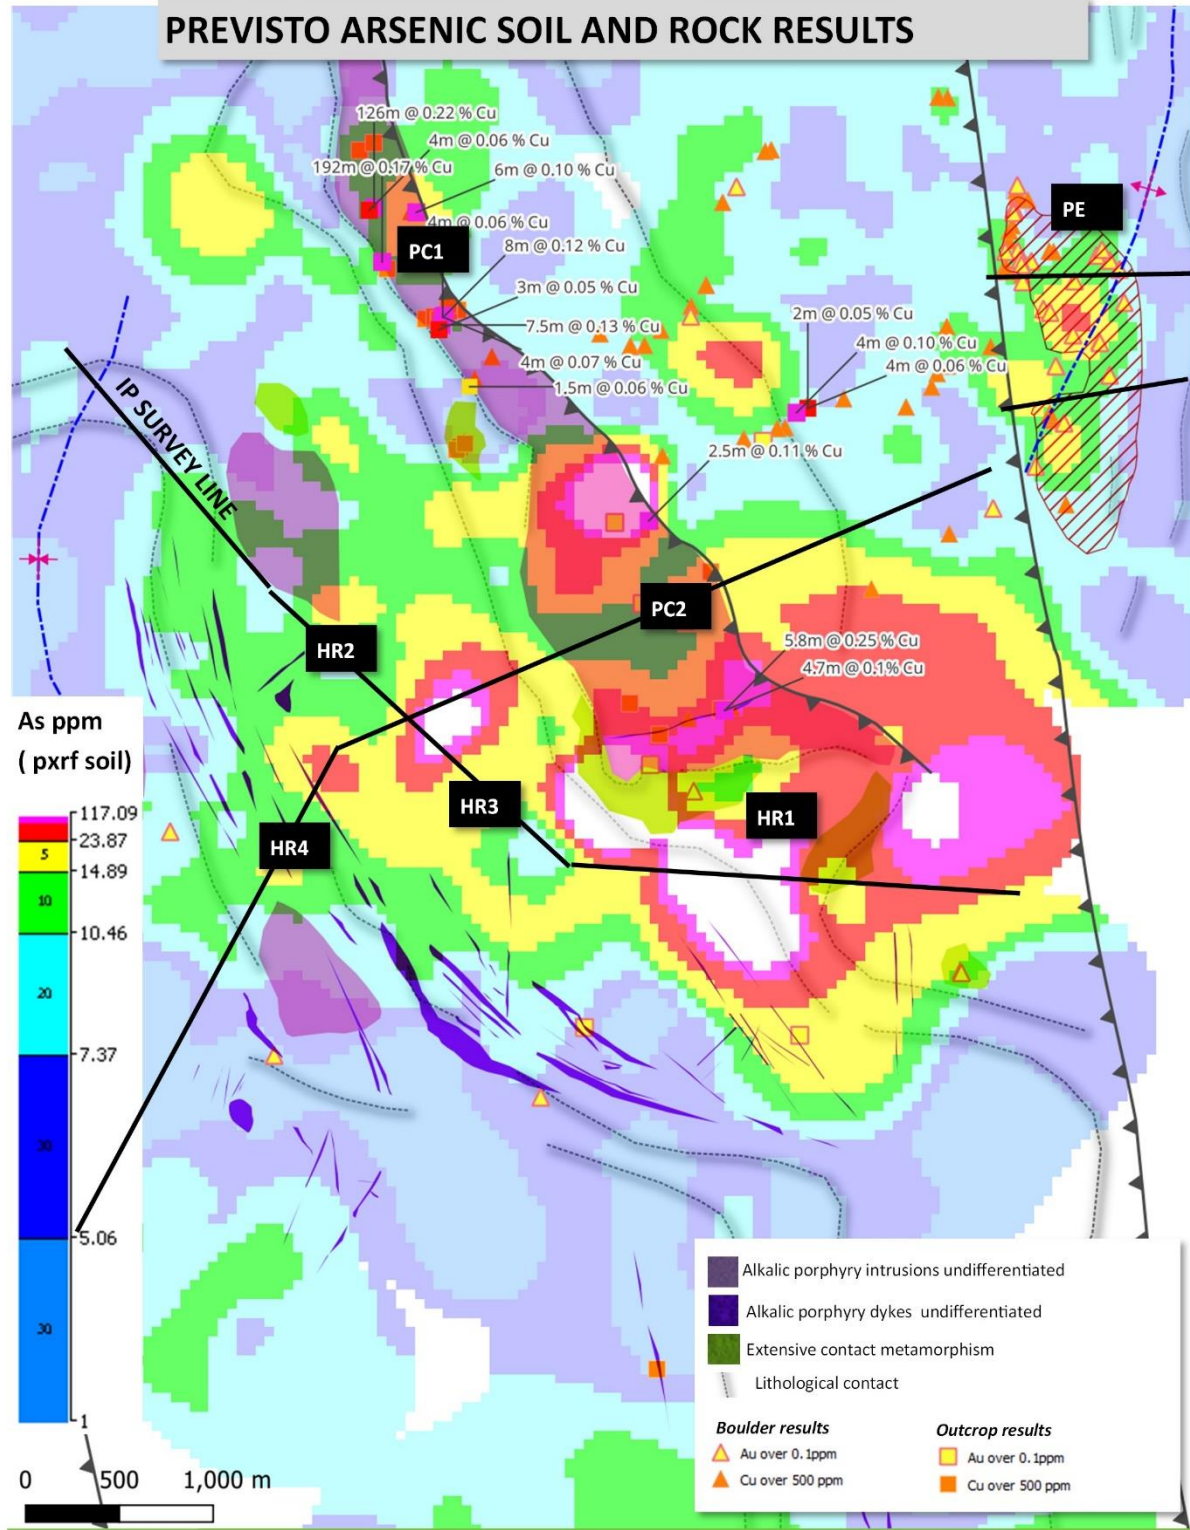 PREVISTO ARSENIC SOIL AND ROCK RESULTS
126m @ 0.22 % Cu
4m @ 0.06 % Cu
192m @ 0.17 % Cu
6m @ 0.10 % Cu
4m @ 0.06 % Cu
PC1
8m @ 0.12 % Cu
3m @ 0.05 % Cu
7.5m @ 0.13 % Cu
4m @ 0.07 % Cu
1.5m @ 0.06 % Cu
PE
2m @ 0.05 % Cu
4m @ 0.10 % Cu
4m @ 0.06 % Cu
IP SURVEY LINE
2.5m @ 0.11 % Cu
PC2
HR2
5.8m @ 0.25 % Cu
4.7m @ 0.1% Cu
HR3
HR1
HR4
As ppm
( pxrf soil)
117.09
23.87
5
14.89
10
10.46
20
7.37
30
5.06
30
1
0 500 1,000 m
Alkalic porphyry intrusions undifferentiated
Alkalic porphyry dykes undifferentiated
Extensive contact metamorphism
Lithological contact
Boulder results
Au over 0.1ppm
Cu over 500 ppm
Outcrop results
Au over 0.1ppm
Cu over 500 ppm